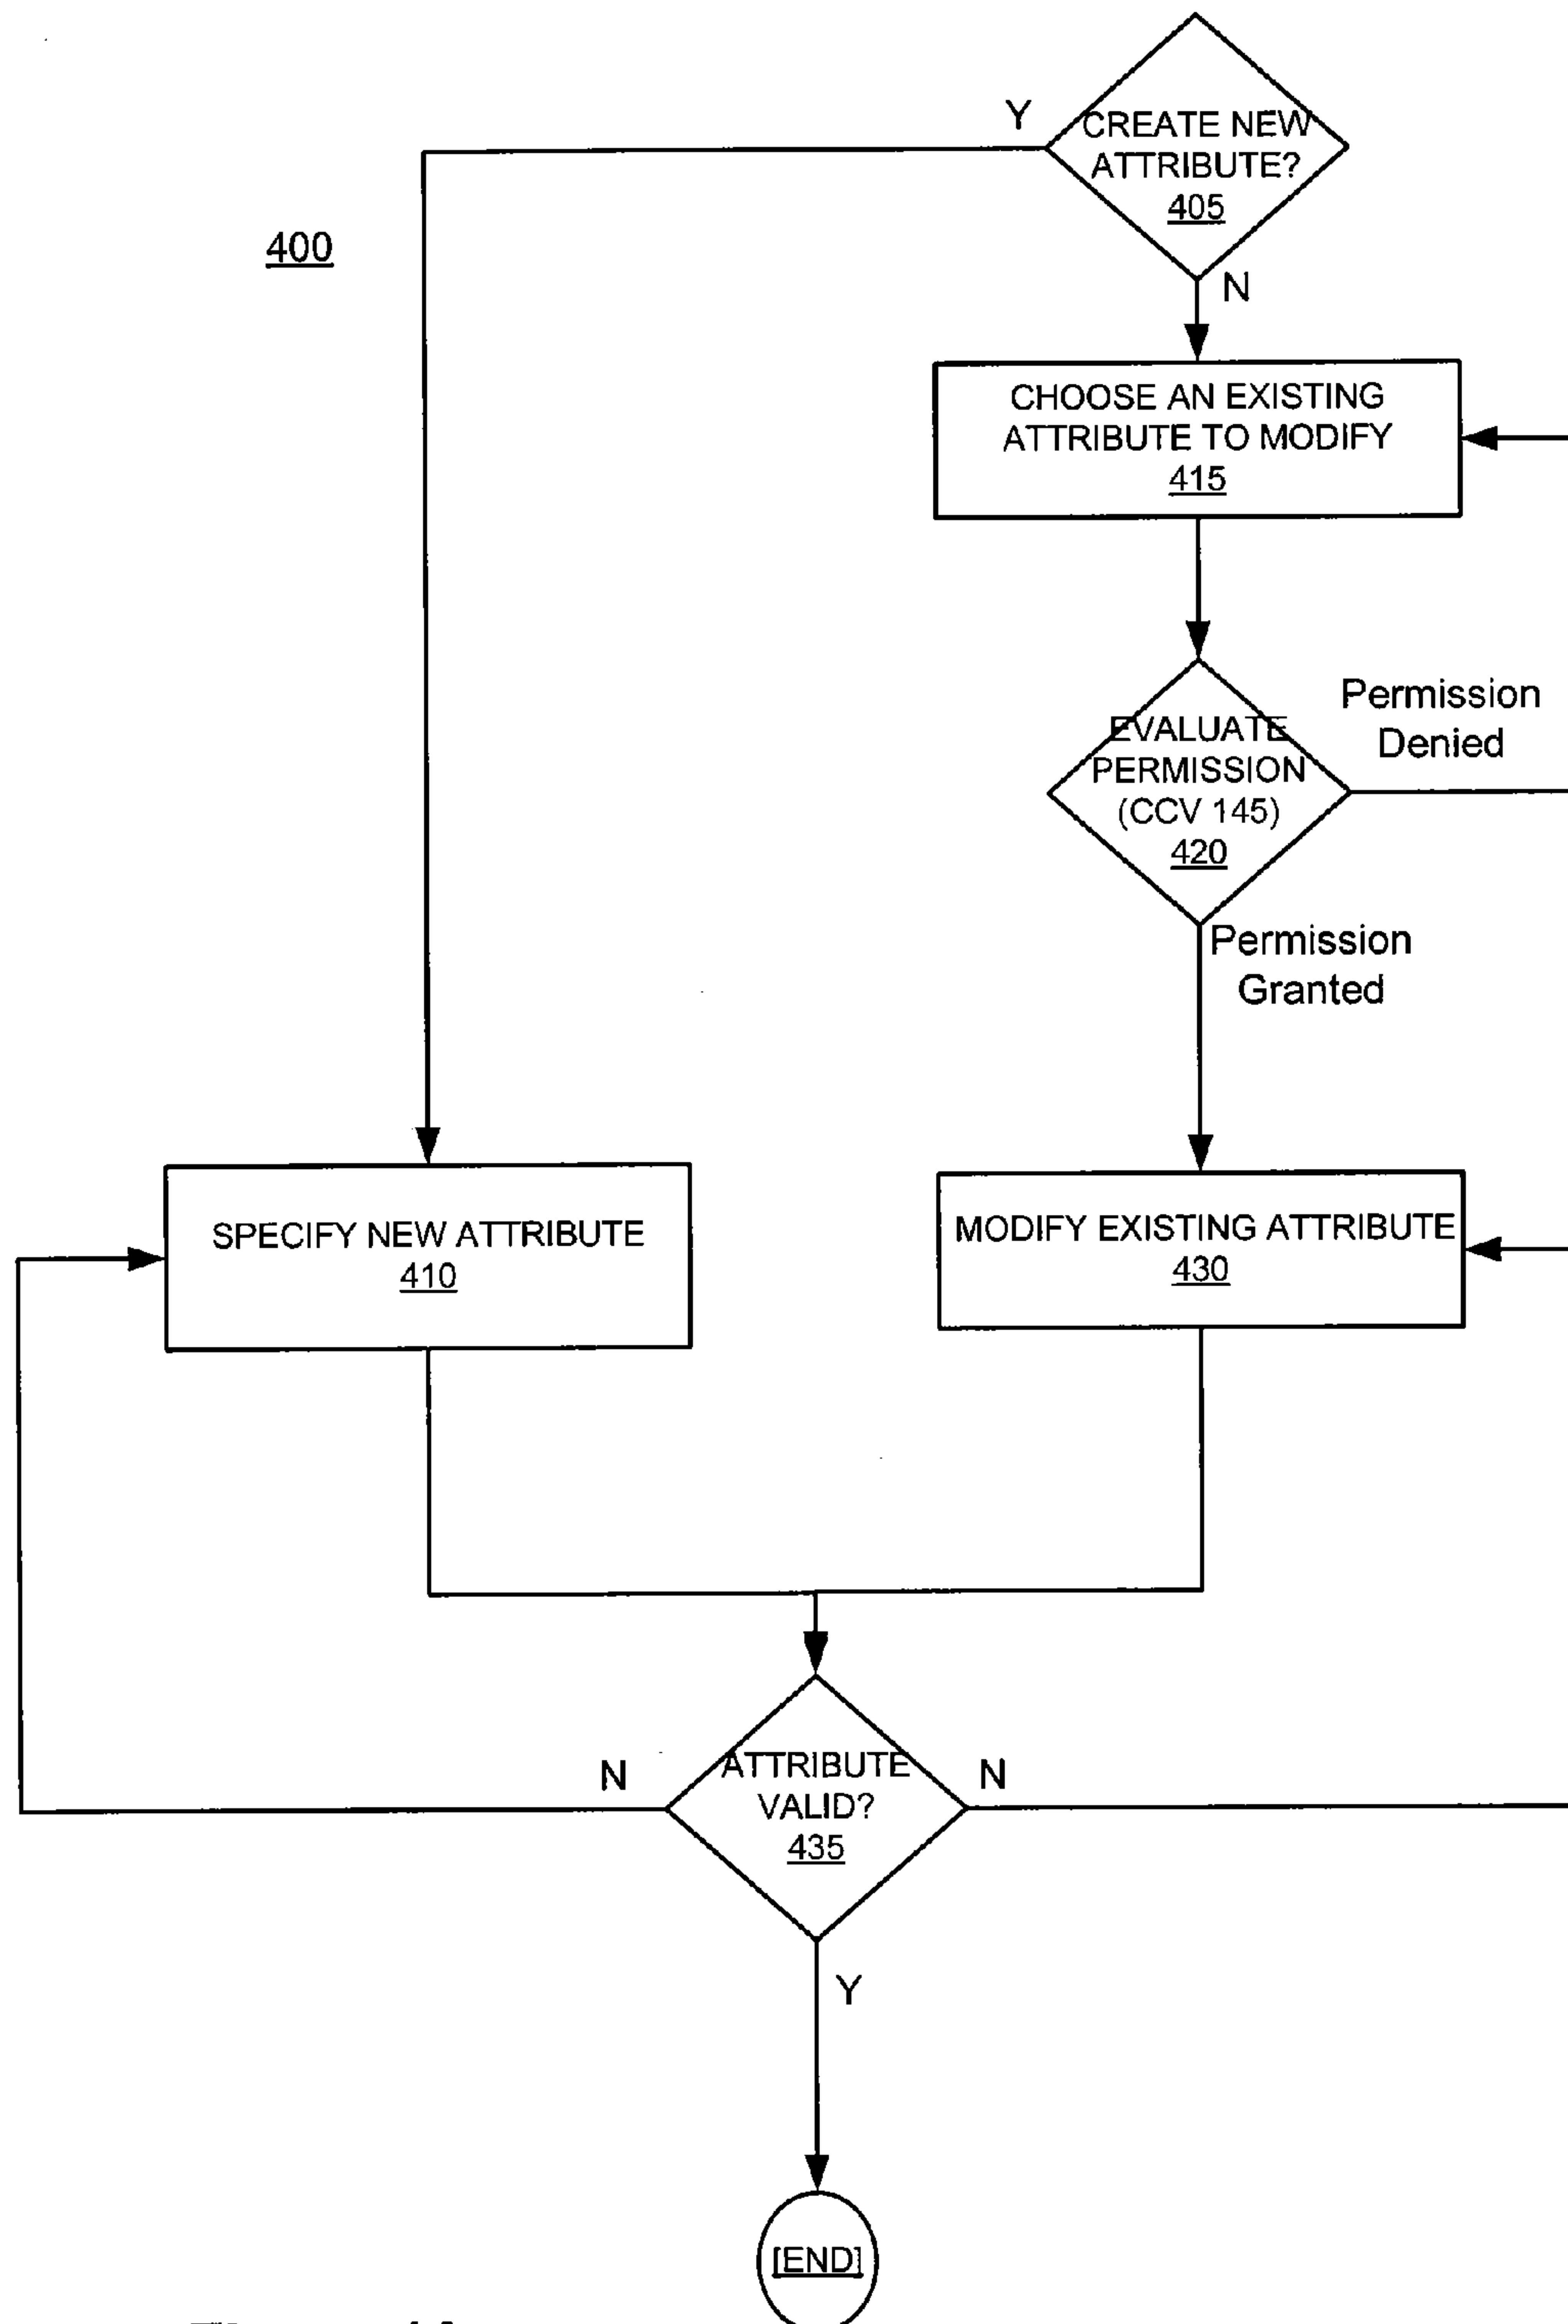 Y
CREATE NEW
ATTRIBUTE?
405
400
N
CHOOSE AN EXISTING
ATTRIBUTE TO MODIFY
415
EVALUATE
PERMISSION
(CCV 145)
420
Permission
Denied
Permission
Granted
SPECIFY NEW ATTRIBUTE
410
MODIFY EXISTING ATTRIBUTE
430
N
ATTRIBUTE
VALID?
435
N
Y
[END]